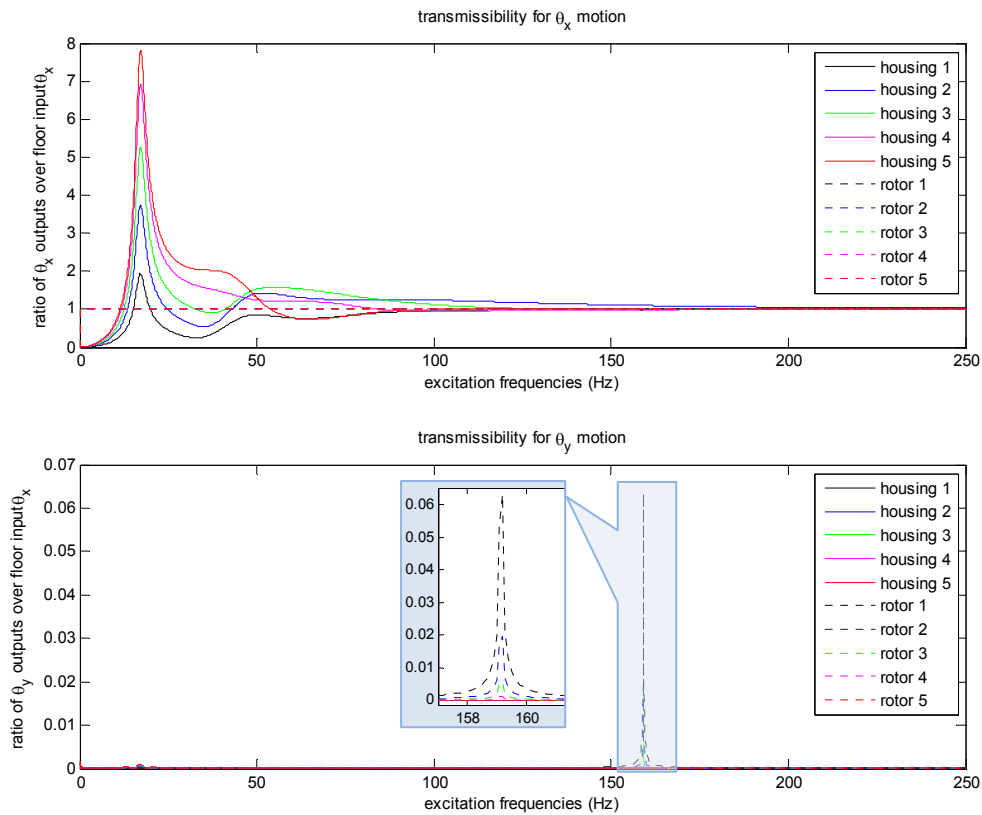 transmissibility for θx motion
ratio of θx outputs over floor inputθx
8
7
6
5
4
3
2
1
0
0 50 100 150 200 250
excitation frequencies (Hz)
housing 1
housing 2
housing 3
housing 4
housing 5
rotor 1
rotor 2
rotor 3
rotor 4
rotor 5
transmissibility for θy motion
ratio of θy outputs over floor inputθx
0.07
0.06
0.05
0.04
0.03
0.02
0.01
0
0 50 100 150 200 250
excitation frequencies (Hz)
0.06
0.05
0.04
0.03
0.02
0.01
0
158 160
housing 1
housing 2
housing 3
housing 4
housing 5
rotor 1
rotor 2
rotor 3
rotor 4
rotor 5